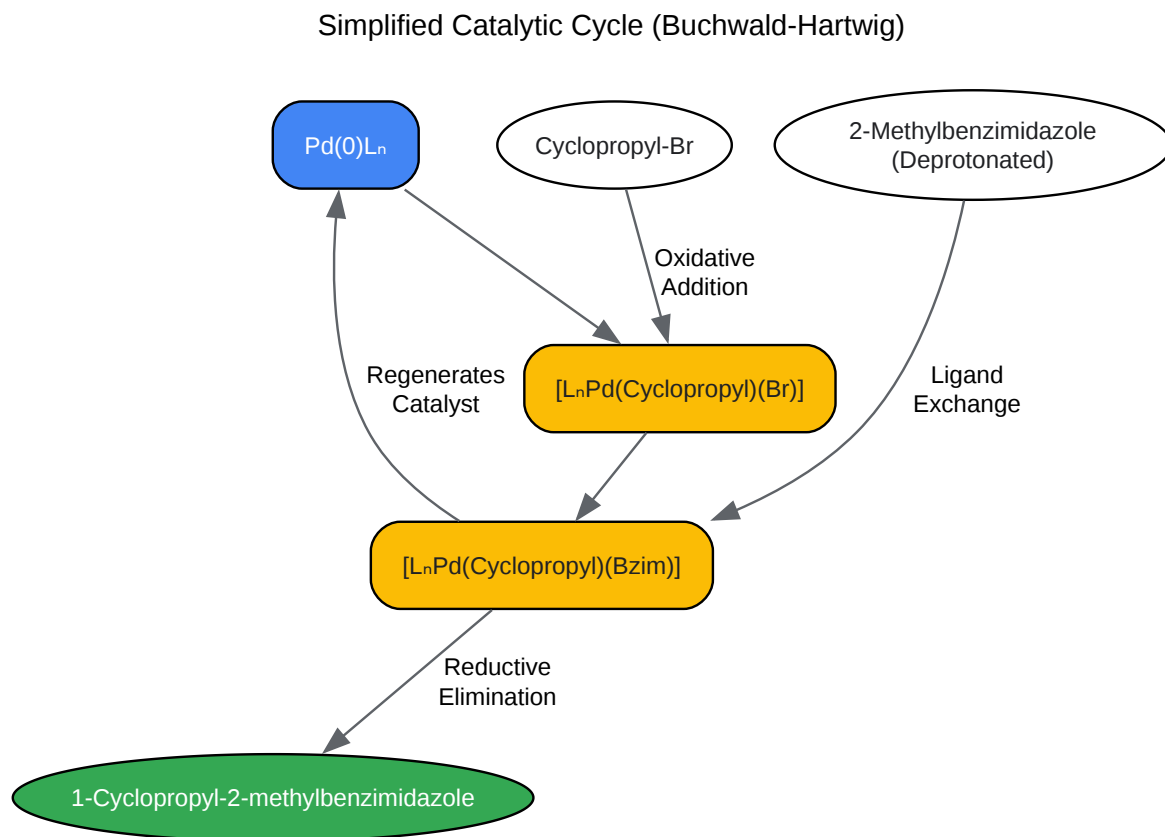 Simplified Catalytic Cycle (Buchwald-Hartwig)
Pd(0)Lₙ
Cyclopropyl-Br
2-Methylbenzimidazole
(Deprotonated)
Oxidative
Addition
Regenerates
Catalyst
[LₙPd(Cyclopropyl)(Br)]
Ligand
Exchange
[LₙPd(Cyclopropyl)(Bzim)]
Reductive
Elimination
1-Cyclopropyl-2-methylbenzimidazole